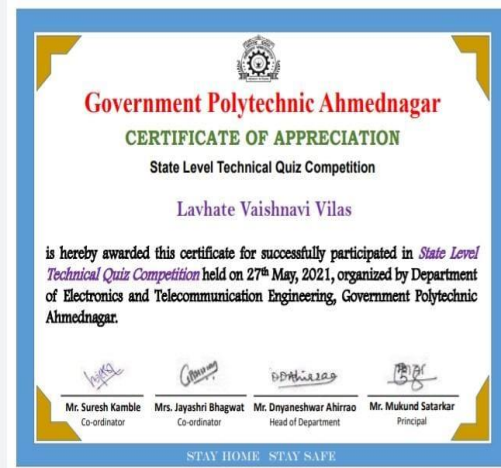 Government Polytechnic Ahmednagar
CERTIFICATE OF APPRECIATION
State Level Technical Quiz Competition
Lavhate Vaishnavi Vilas
is hereby awarded this certificate for successfully participated in State Level
Technical Quiz Competition held on 27th May, 2021, organized by Department
of Electronics and Telecommunication Engineering, Government Polytechnic
Ahmednagar.
Mr. Suresh Kamble Mrs. Jayashri Bhagwat Mr. Dnyaneshwar Ahirrao Mr. Mukund Satarkar
Co-ordinator Co-ordinator Head of Department Principal
STAY HOME STAY SAFE